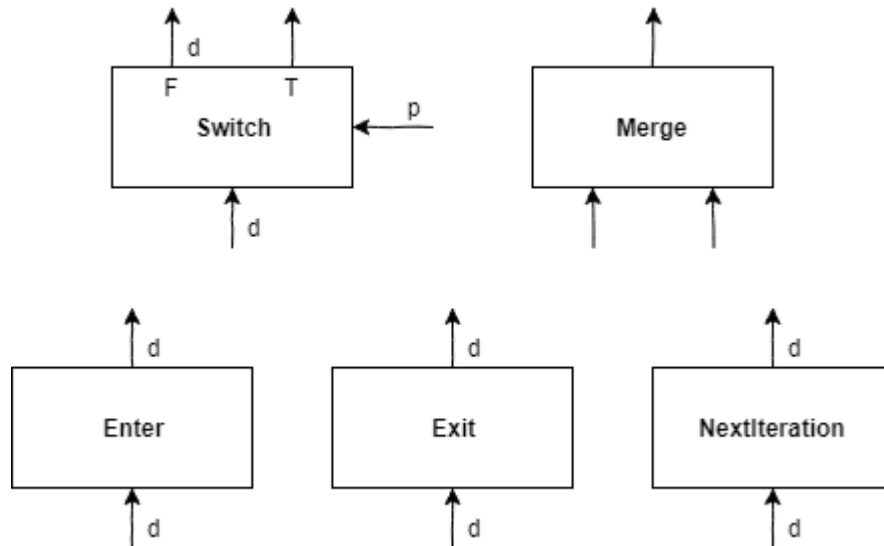 d
F T
Switch
p
Merge
d
d d d
Enter Exit NextIteration
d d d